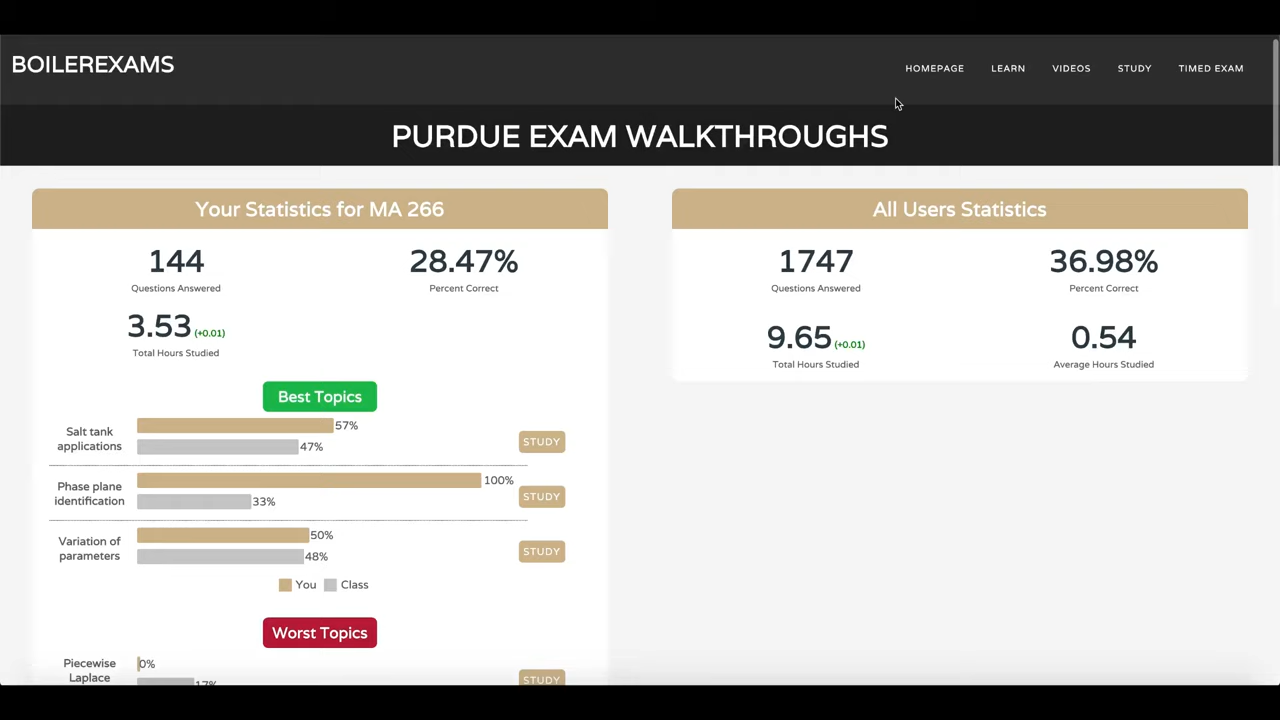 BOILEREXAMS
HOMEPAGE LEARN VIDEOS STUDY TIMED EXAM
PURDUE EXAM WALKTHROUGHS
Your Statistics for MA 266
144
Questions Answered
28.47%
Percent Correct
3.53 (+0.01)
Total Hours Studied
Best Topics
Salt tank
applications
57%
47%
STUDY
Phase plane
identification
100%
33%
STUDY
Variation of
parameters
50%
48%
STUDY
You Class
Worst Topics
Piecewise
Laplace
0%
17%
STUDY
All Users Statistics
1747
Questions Answered
36.98%
Percent Correct
9.65 (+0.01)
Total Hours Studied
0.54
Average Hours Studied